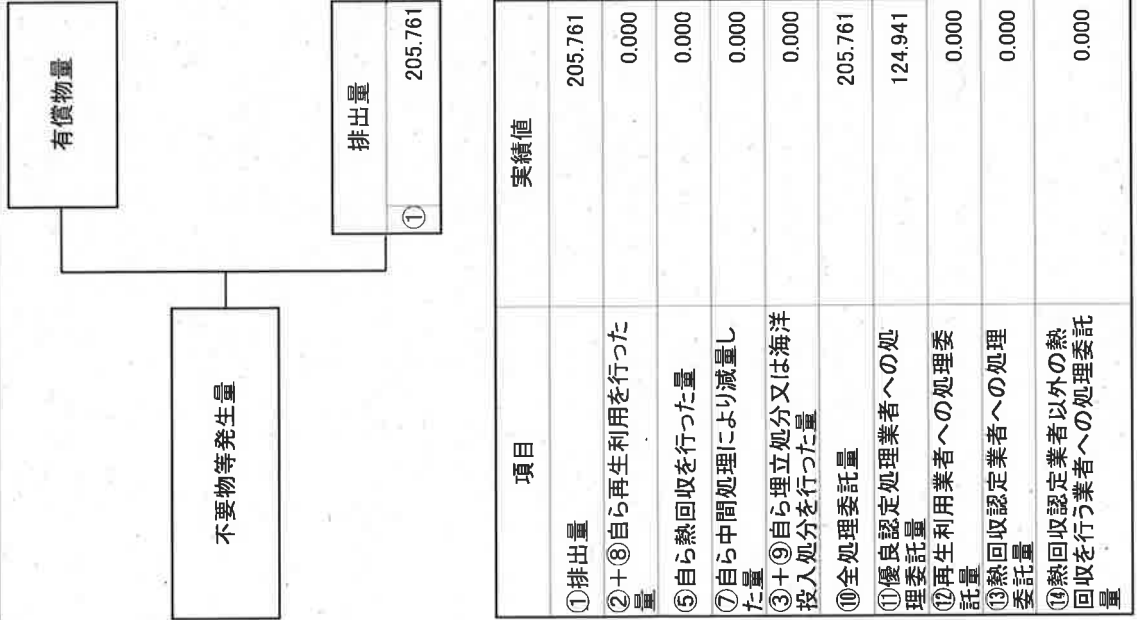 有償物量
不要物等発生量
排出量
① 205.761
項目 実績値
①排出量 205.761
②＋⑧自ら再生利用を行った
量 0.000
⑤自ら熱回収を行った量 0.000
⑦自ら中間処理により減量し
た量 0.000
③＋⑨自ら埋立処分又は海洋
投入処分を行った量 0.000
⑩全処理委託量 205.761
⑪優良認定処理業者への処
理委託量 124.941
⑫再生利用業者への処理委
託量 0.000
⑬熱回収認定業者への処理
委託量 0.000
⑭熱回収認定業者以外の熱
回収を行う業者への処理委託
量 0.000